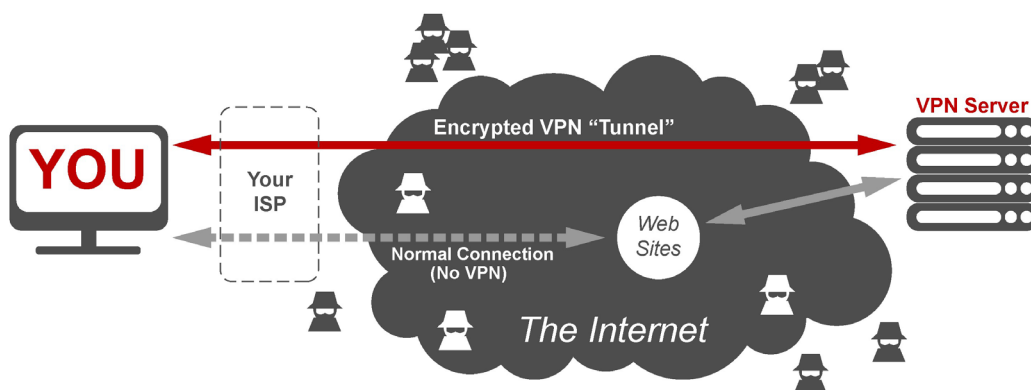 VPN Server
Encrypted VPN “Tunnel”
YOU
Your
ISP
Web
Sites
Normal Connection
(No VPN)
The Internet